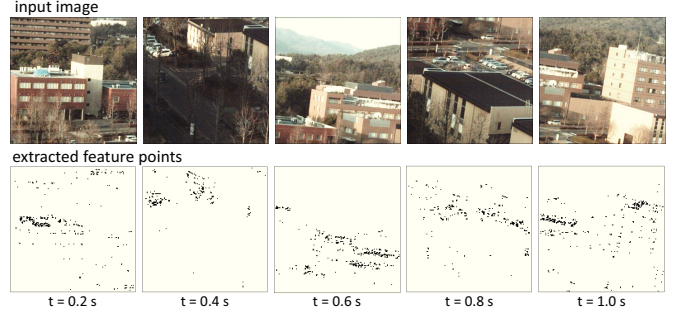 input image
extracted feature points
t = 0.2 s
t = 0.4 s
t = 0.6 s
t = 0.8 s
t = 1.0 s